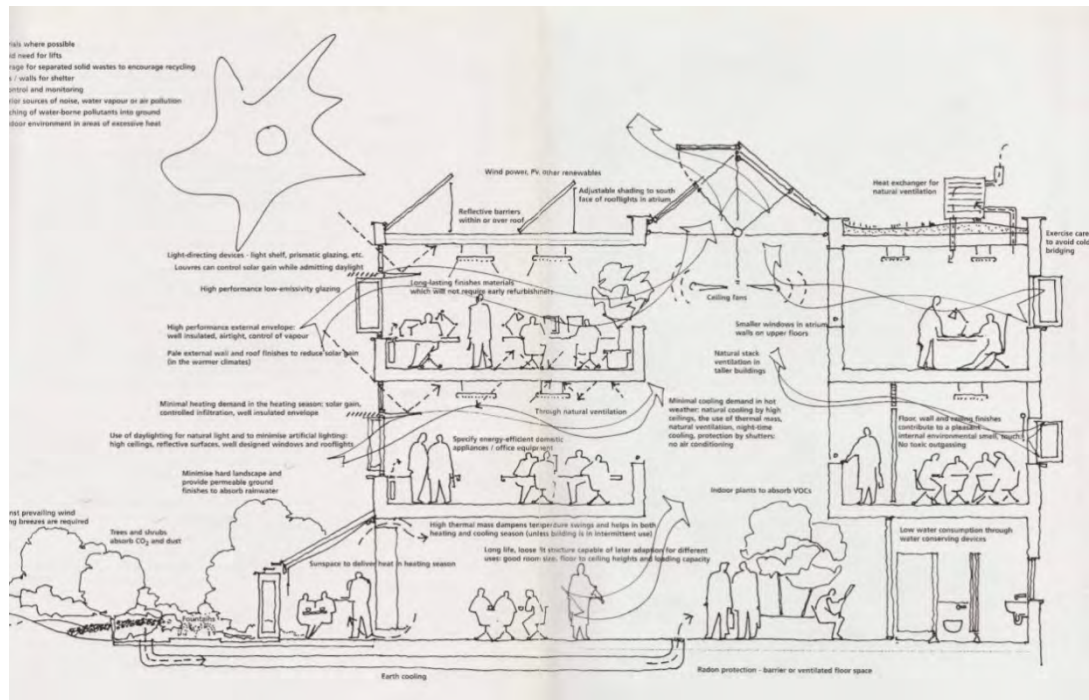 rials where possible
id need for lifts
rage for separated solid wastes to encourage recycling
s / walls for shelter
ontrol and monitoring
rior sources of noise, water vapour or air pollution
ching of water-borne pollutants into ground
door environment in areas of excessive heat
Wind power, PV, other renewables
Adjustable shading to south
face of rooflights in atrium
Reflective barriers
within or over roof
Heat exchanger for
natural ventilation
Exercise care
to avoid cold
bridging
Light-directing devices - light shelf, prismatic glazing, etc.
Louvres can control solar gain while admitting daylight
High performance low-emissivity glazing
Long-lasting finishes materials
which will not require early refurbishment
Ceiling fans
High performance external envelope:
well insulated, airtight, control of vapour
Pale external wall and roof finishes to reduce solar gain
(in the warmer climates)
Smaller windows in atrium
walls on upper floors
Natural stack
ventilation in
taller buildings
Minimal heating demand in the heating season: solar gain,
controlled infiltration, well insulated envelope
Through natural ventilation
Minimal cooling demand in hot
weather: natural cooling by high
ceilings, the use of thermal mass,
natural ventilation, night-time
cooling, protection by shutters:
no air conditioning
Floor, wall and ceiling finishes
contribute to a pleasant
internal environmental smell, touch
No toxic outgassing
Use of daylighting for natural light and to minimise artificial lighting:
high ceilings, reflective surfaces, well designed windows and rooflights
Specify energy-efficient domestic
appliances / office equipment
Minimise hard landscape and
provide permeable ground
finishes to absorb rainwater
Indoor plants to absorb VOCs
nst prevailing wind
ng breezes are required
Trees and shrubs
absorb CO2 and dust
High thermal mass dampens temperature swings and helps in both
heating and cooling season (unless building is in intermittent use)
Low water consumption through
water conserving devices
Sunspace to deliver heat in heating season
Long life, loose fit structure capable of later adaption for different
uses: good room size, floor to ceiling heights and loading capacity
Fountains
Earth cooling
Radon protection - barrier or ventilated floor space